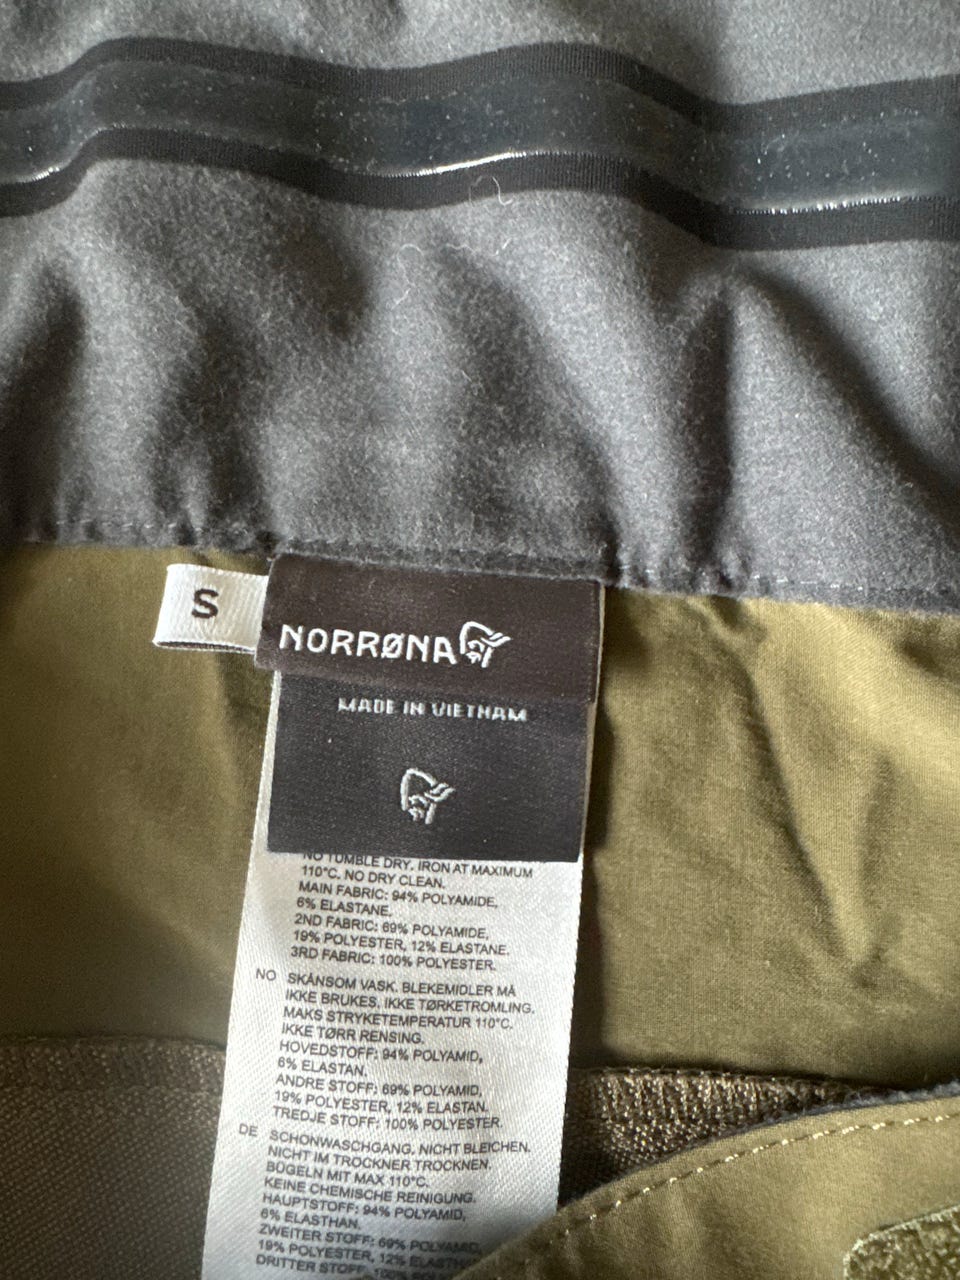 S
NORRØNA
MADE IN VIETNAM
NO TUMBLE DRY. IRON AT MAXIMUM
110°C. NO DRY CLEAN.
MAIN FABRIC: 94% POLYAMIDE,
6% ELASTANE.
2ND FABRIC: 69% POLYAMIDE,
19% POLYESTER, 12% ELASTANE.
3RD FABRIC: 100% POLYESTER.
NO SKÅNSOM VASK. BLEKEMIDLER MÅ
IKKE BRUKES. IKKE TØRKETROMLING.
MAKS STRYKETEMPERATUR 110°C.
IKKE TØRR RENSING.
HOVEDSTOFF: 94% POLYAMID,
6% ELASTAN.
ANDRE STOFF: 69% POLYAMID,
19% POLYESTER, 12% ELASTAN.
TREDJE STOFF: 100% POLYESTER.
DE SCHONWASCHGANG. NICHT BLEICHEN.
NICHT IM TROCKNER TROCKNEN.
BÜGELN MIT MAX 110°C.
KEINE CHEMISCHE REINIGUNG.
HAUPTSTOFF: 94% POLYAMID,
6% ELASTHAN.
ZWEITER STOFF: 69% POLYAMID,
19% POLYESTER, 12% ELASTHAN
DRITTER STOFF: 100% POLYESTER